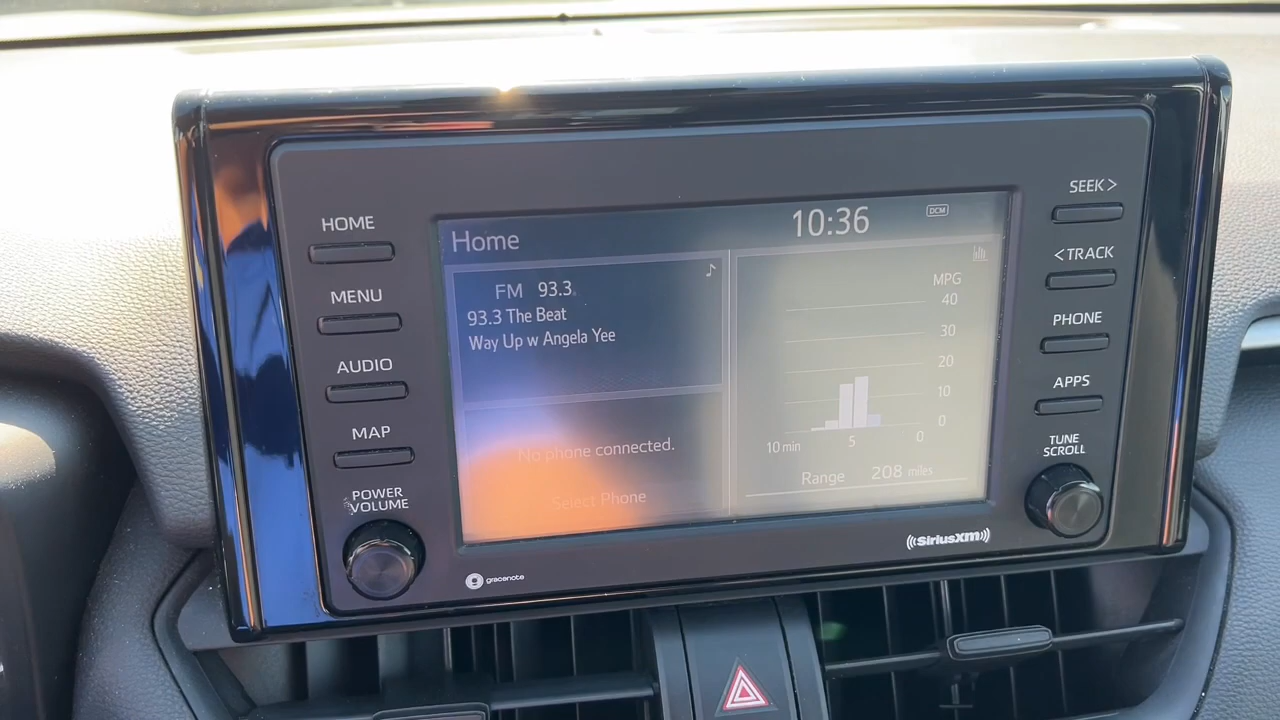 HOME
MENU
AUDIO
MAP
POWER
VOLUME
Home
10:36
DCM
FM 93.3
93.3 The Beat
Way Up w Angela Yee
No phone connected.
Select Phone
MPG
40
30
20
10
0
10 min 5 0
Range 208 miles
SEEK >
< TRACK
PHONE
APPS
TUNE
SCROLL
gracenote
((SiriusXM))